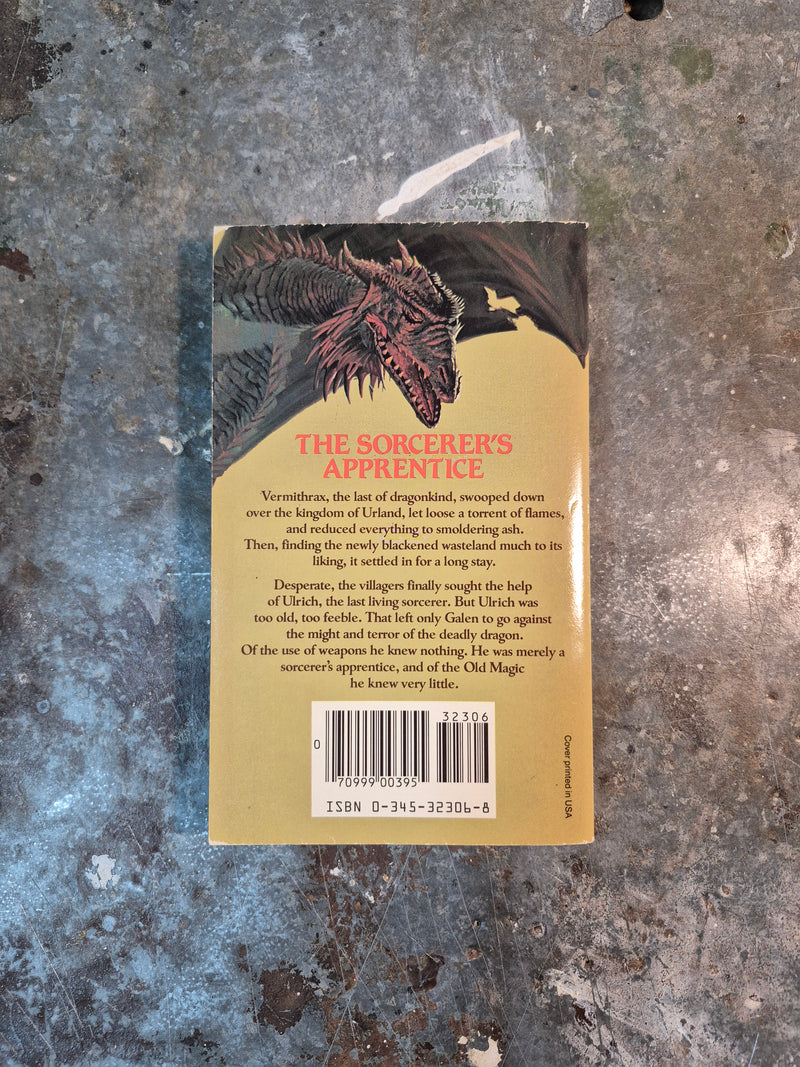 THE SORCERER'S
APPRENTICE
Vermithrax, the last of dragonkind, swooped down
over the kingdom of Urland, let loose a torrent of flames,
and reduced everything to smoldering ash.
Then, finding the newly blackened wasteland much to its
liking, it settled in for a long stay.
Desperate, the villagers finally sought the help
of Ulrich, the last living sorcerer. But Ulrich was
too old, too feeble. That left only Galen to go against
the might and terror of the deadly dragon.
Of the use of weapons he knew nothing. He was merely a
sorcerer's apprentice, and of the Old Magic
he knew very little.
32306
0
70999 00395
ISBN 0-345-32306-8
Cover printed in USA